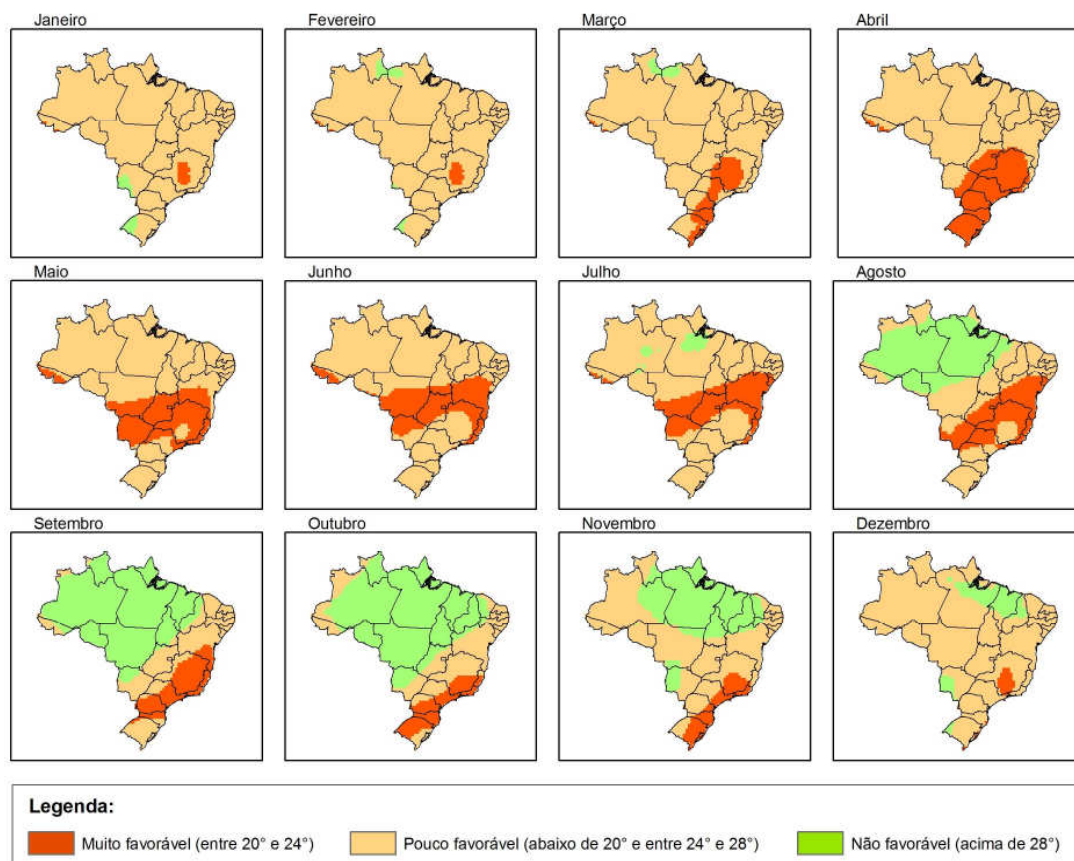 Janeiro
Fevereiro
Março
Abril
Maio
Junho
Julho
Agosto
Setembro
Outubro
Novembro
Dezembro
Legenda:
Muito favorável (entre 20° e 24°)
Pouco favorável (abaixo de 20° e entre 24° e 28°)
Não favorável (acima de 28°)